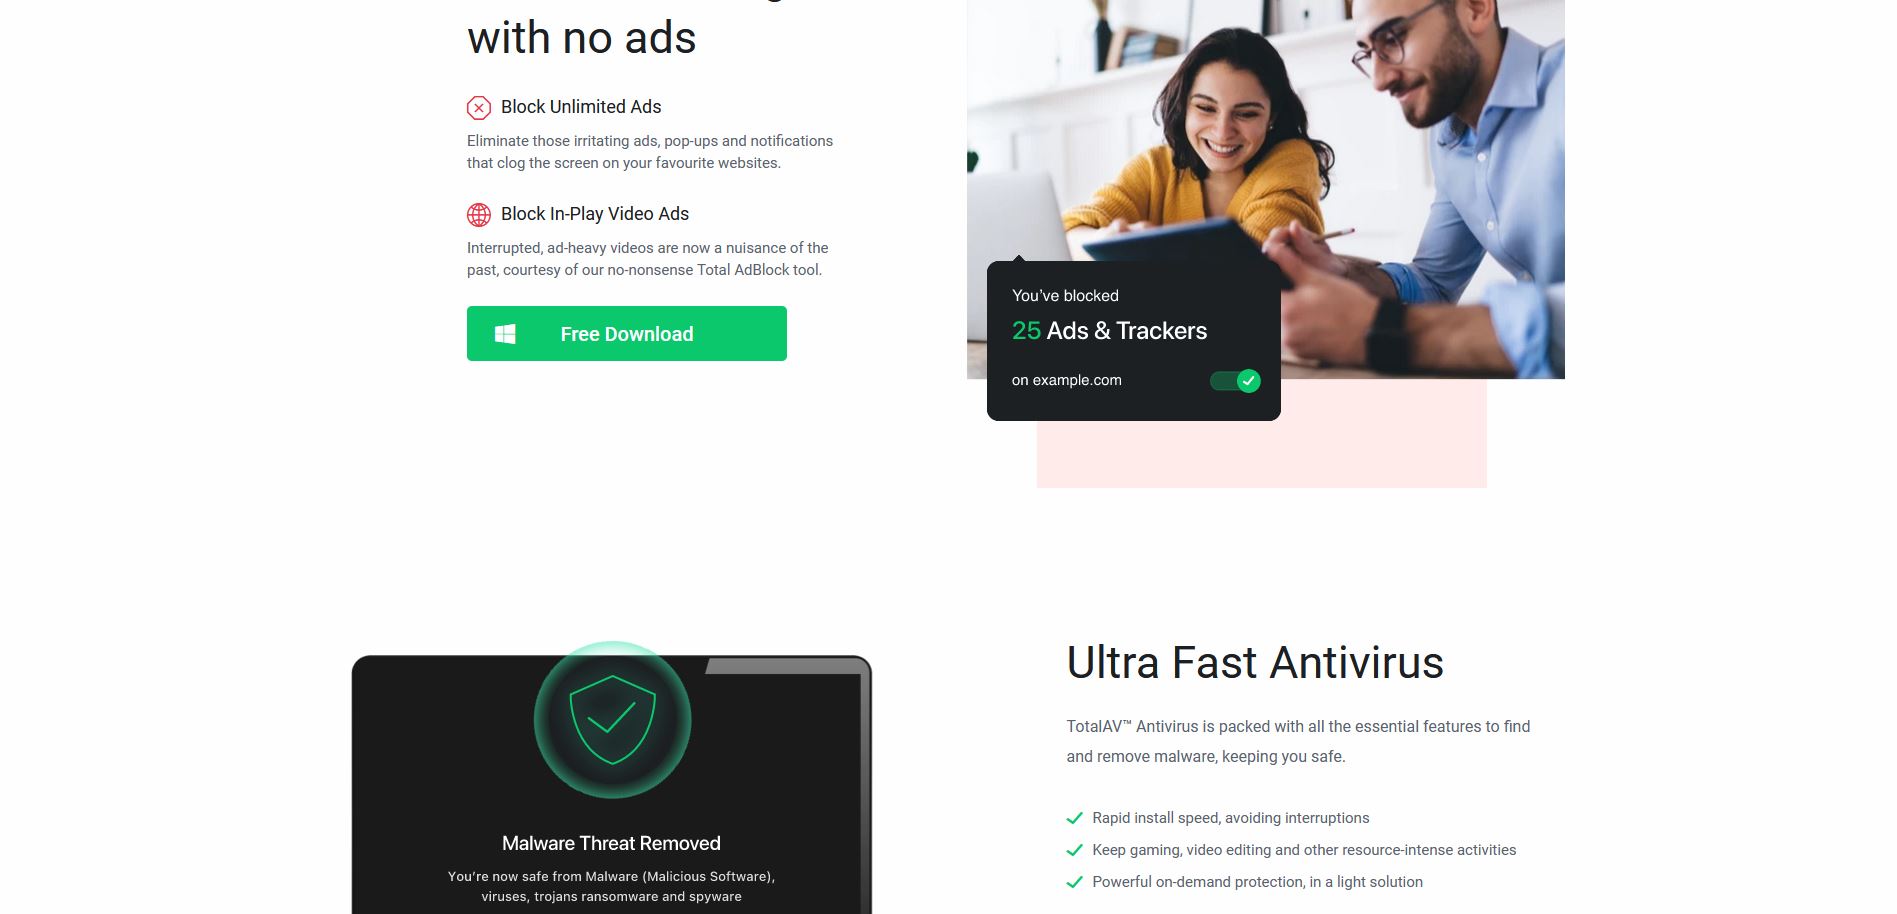 with no ads
Block Unlimited Ads
Eliminate those irritating ads, pop-ups and notifications
that clog the screen on your favourite websites.
Block In-Play Video Ads
Interrupted, ad-heavy videos are now a nuisance of the
past, courtesy of our no-nonsense Total AdBlock tool.
Free Download
You've blocked
25 Ads & Trackers
on example.com
Ultra Fast Antivirus
TotalAV™ Antivirus is packed with all the essential features to find
and remove malware, keeping you safe.
Rapid install speed, avoiding interruptions
Keep gaming, video editing and other resource-intense activities
Powerful on-demand protection, in a light solution
Malware Threat Removed
You're now safe from Malware (Malicious Software),
viruses, trojans ransomware and spyware